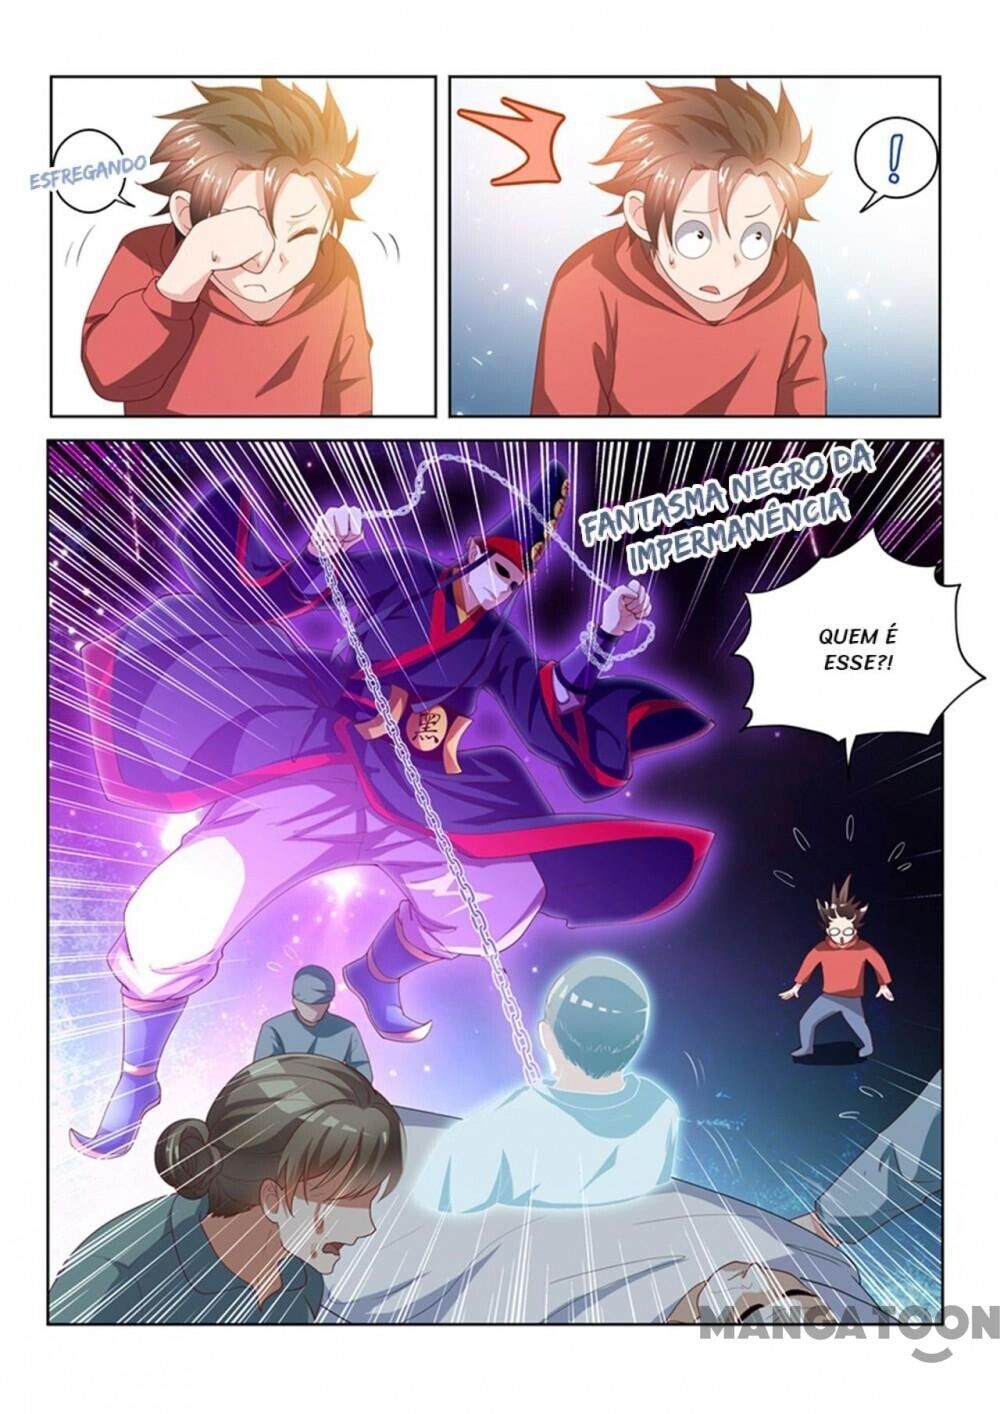 ESFREGANDO
!
FANTASMA NEGRO DA
IMPERMANÊNCIA
QUEM É
ESSE?!
MANGATOON